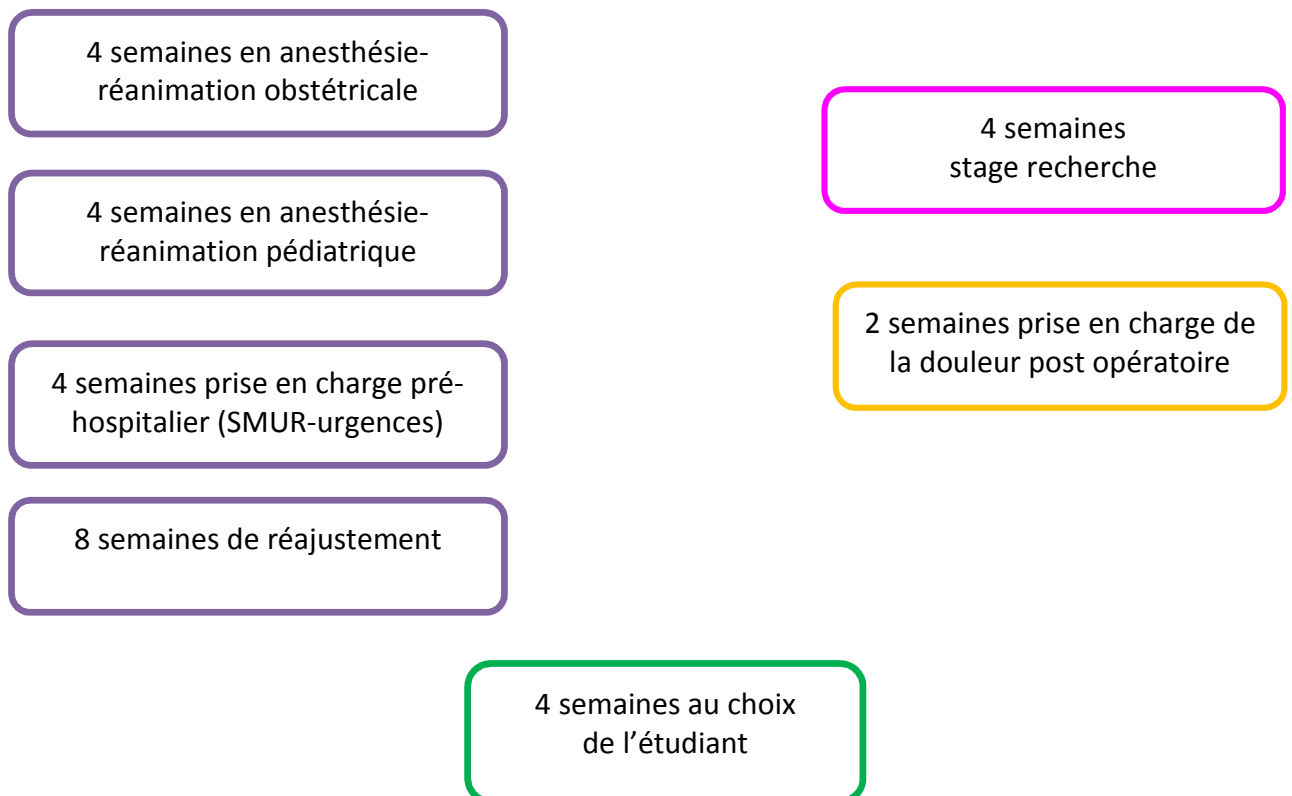 4 semaines en anesthésie-
réanimation obstétricale
4 semaines en anesthésie-
réanimation pédiatrique
4 semaines prise en charge pré-
hospitalier (SMUR-urgences)
8 semaines de réajustement
4 semaines
stage recherche
2 semaines prise en charge de
la douleur post opératoire
4 semaines au choix
de l’étudiant